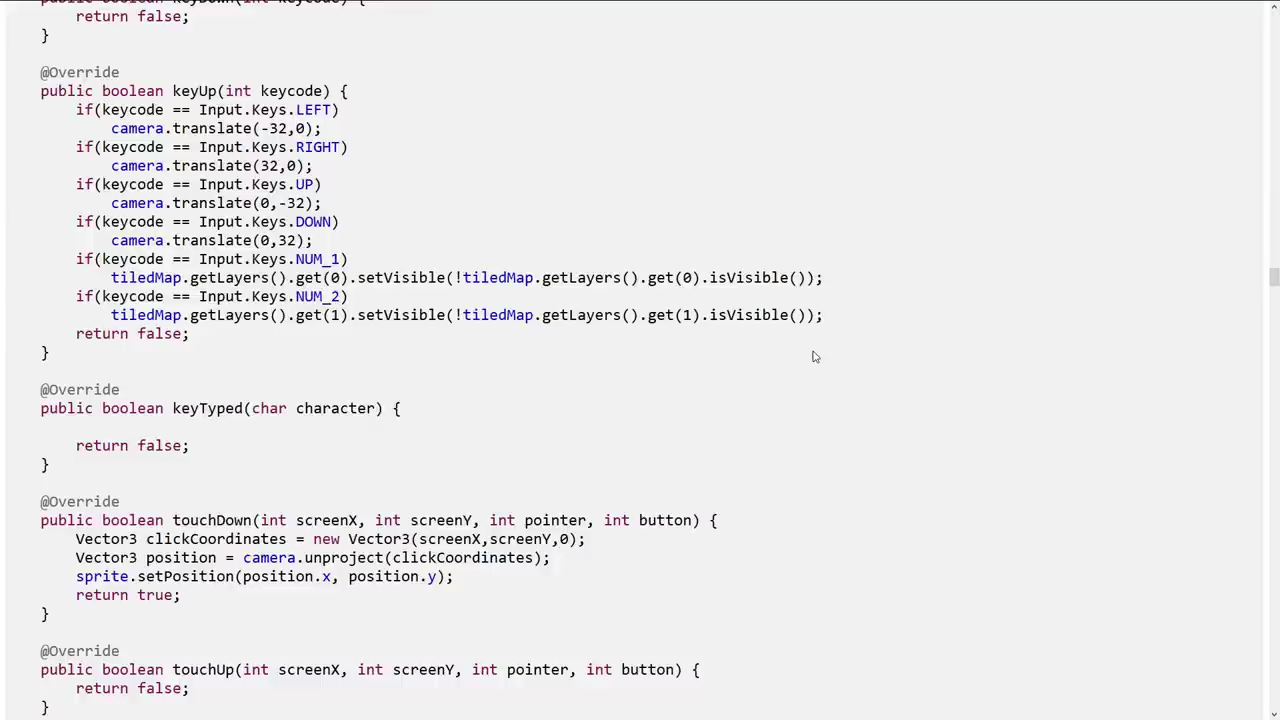 public boolean keyDown(int keycode) {
        return false;
    }

    @Override
    public boolean keyUp(int keycode) {
        if(keycode == Input.Keys.LEFT)
            camera.translate(-32,0);
        if(keycode == Input.Keys.RIGHT)
            camera.translate(32,0);
        if(keycode == Input.Keys.UP)
            camera.translate(0,-32);
        if(keycode == Input.Keys.DOWN)
            camera.translate(0,32);
        if(keycode == Input.Keys.NUM_1)
            tiledMap.getLayers().get(0).setVisible(!tiledMap.getLayers().get(0).isVisible());
        if(keycode == Input.Keys.NUM_2)
            tiledMap.getLayers().get(1).setVisible(!tiledMap.getLayers().get(1).isVisible());
        return false;
    }

    @Override
    public boolean keyTyped(char character) {

        return false;
    }

    @Override
    public boolean touchDown(int screenX, int screenY, int pointer, int button) {
        Vector3 clickCoordinates = new Vector3(screenX,screenY,0);
        Vector3 position = camera.unproject(clickCoordinates);
        sprite.setPosition(position.x, position.y);
        return true;
    }

    @Override
    public boolean touchUp(int screenX, int screenY, int pointer, int button) {
        return false;
    }